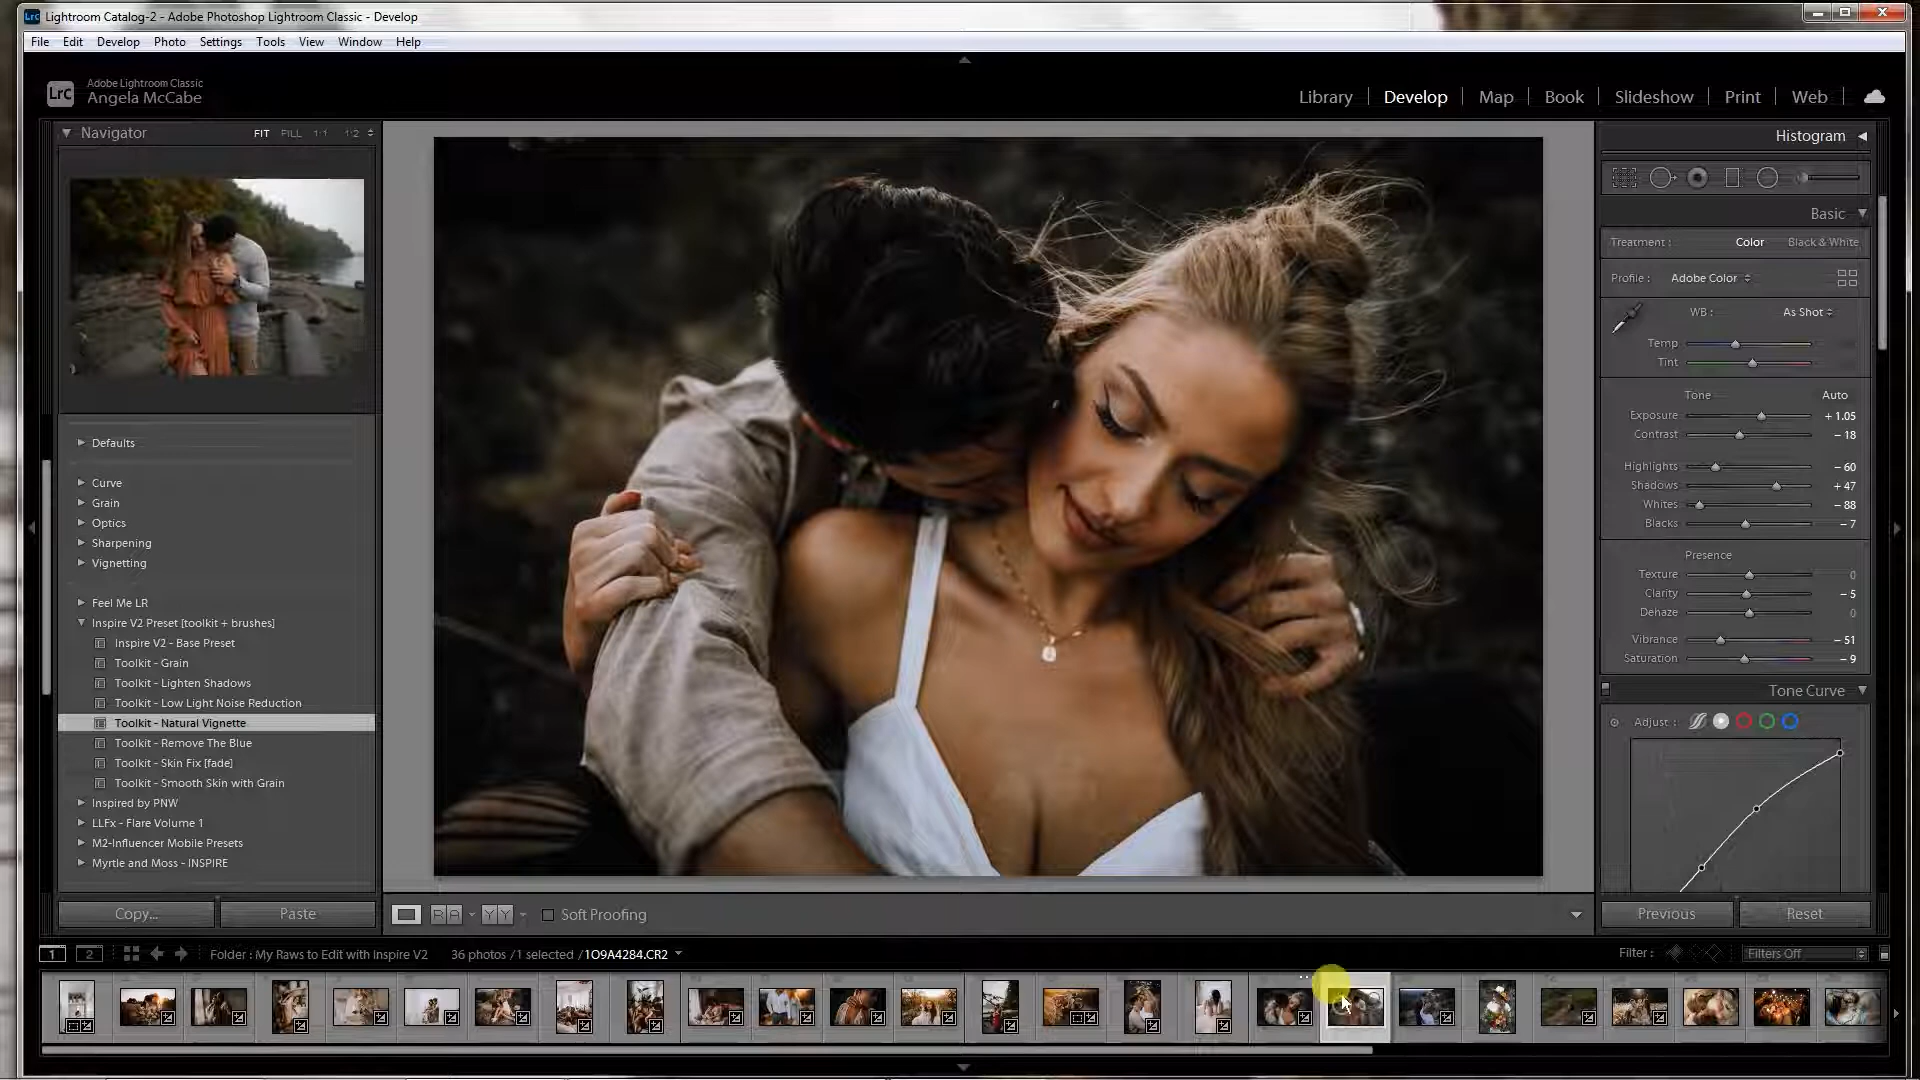 Lightroom Catalog-2 - Adobe Photoshop Lightroom Classic - Develop
File Edit Develop Photo Settings Tools View Window Help
Lrc
Adobe Lightroom Classic
Angela McCabe
Library Develop Map Book Slideshow Print Web
Navigator FIT FILL 1:1 1:2
Defaults
Curve
Grain
Optics
Sharpening
Vignetting
Feel Me LR
Inspire V2 Preset [toolkit + brushes]
Inspire V2 - Base Preset
Toolkit - Grain
Toolkit - Lighten Shadows
Toolkit - Low Light Noise Reduction
Toolkit - Natural Vignette
Toolkit - Remove The Blue
Toolkit - Skin Fix [fade]
Toolkit - Smooth Skin with Grain
Inspired by PNW
LLFx - Flare Volume 1
M2-Influencer Mobile Presets
Myrtle and Moss - INSPIRE
Copy... Paste
Histogram
Basic
Treatment : Color Black & White
Profile : Adobe Color
WB : As Shot
Temp
Tint
Tone Auto
Exposure + 1.05
Contrast – 18
Highlights – 60
Shadows + 47
Whites – 88
Blacks – 7
Presence
Texture 0
Clarity – 5
Dehaze 0
Vibrance – 51
Saturation – 9
Tone Curve
Adjust :
Previous Reset
R A Y Y Soft Proofing
1 2 Folder : My Raws to Edit with Inspire V2 36 photos / 1 selected / 1O9A4284.CR2 Filter : Filters Off